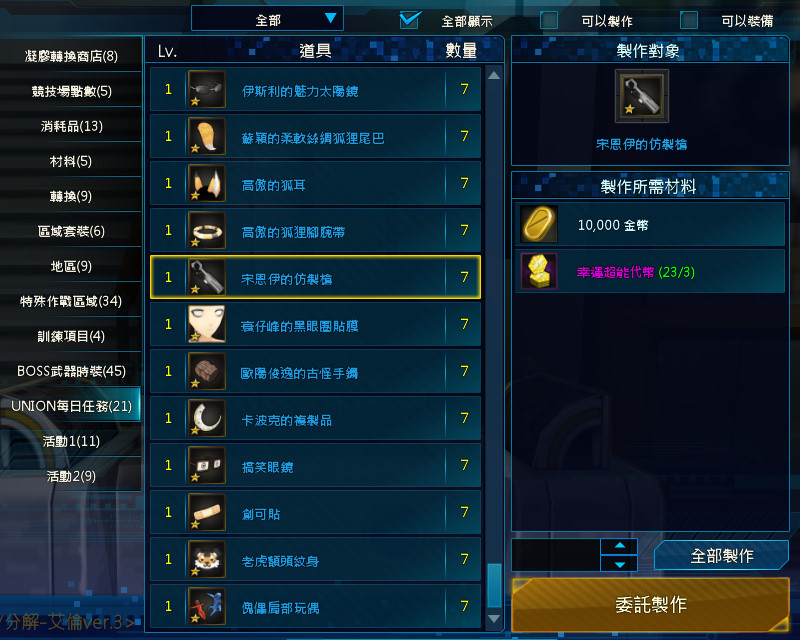 全部
全部顯示
可以製作
可以裝備
凝膠轉換商店(8)
競技場點數(5)
消耗品(13)
材料(5)
轉換(9)
區域套裝(6)
地區(9)
特殊作戰區域(34)
訓練項目(4)
BOSS武器時裝(45)
UNION每日任務(21)
活動1(11)
活動2(9)
Lv. 道具 數量
1 伊斯利的魅力太陽鏡 7
1 蘇穎的柔軟絲綢狐狸尾巴 7
1 高傲的狐耳 7
1 高傲的狐狸腳腕帶 7
1 宋恩伊的仿製槍 7
1 袁仔峰的黑眼圈貼膜 7
1 歐陽俊逸的古怪手鐲 7
1 卡波克的複製品 7
1 搞笑眼鏡 7
1 創可貼 7
1 老虎額頭紋身 7
1 傀儡肩部玩偶 7
製作對象
宋恩伊的仿製槍
製作所需材料
10,000 金幣
幸運超能代幣 (23/3)
全部製作
委託製作
/分解-艾倫ver.3>